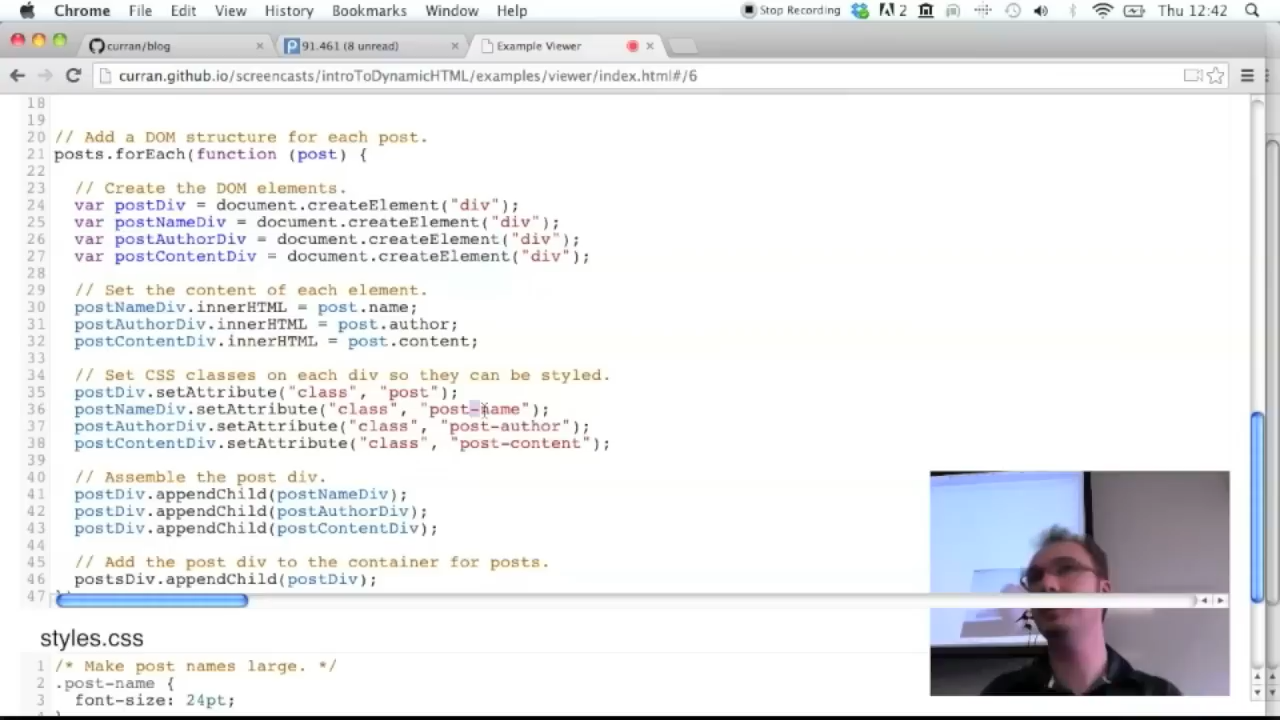 Chrome File Edit View History Bookmarks Window Help Stop Recording 2 Thu 12:42
curran/blog 91.461 (8 unread) Example Viewer
curran.github.io/screencasts/introToDynamicHTML/examples/viewer/index.html#/6
18
19
20 // Add a DOM structure for each post.
21 posts.forEach(function (post) {
22
23 // Create the DOM elements.
24 var postDiv = document.createElement("div");
25 var postNameDiv = document.createElement("div");
26 var postAuthorDiv = document.createElement("div");
27 var postContentDiv = document.createElement("div");
28
29 // Set the content of each element.
30 postNameDiv.innerHTML = post.name;
31 postAuthorDiv.innerHTML = post.author;
32 postContentDiv.innerHTML = post.content;
33
34 // Set CSS classes on each div so they can be styled.
35 postDiv.setAttribute("class", "post");
36 postNameDiv.setAttribute("class", "post-name");
37 postAuthorDiv.setAttribute("class", "post-author");
38 postContentDiv.setAttribute("class", "post-content");
39
40 // Assemble the post div.
41 postDiv.appendChild(postNameDiv);
42 postDiv.appendChild(postAuthorDiv);
43 postDiv.appendChild(postContentDiv);
44
45 // Add the post div to the container for posts.
46 postsDiv.appendChild(postDiv);
47
styles.css
1 /* Make post names large. */
2 .post-name {
3 font-size: 24pt;